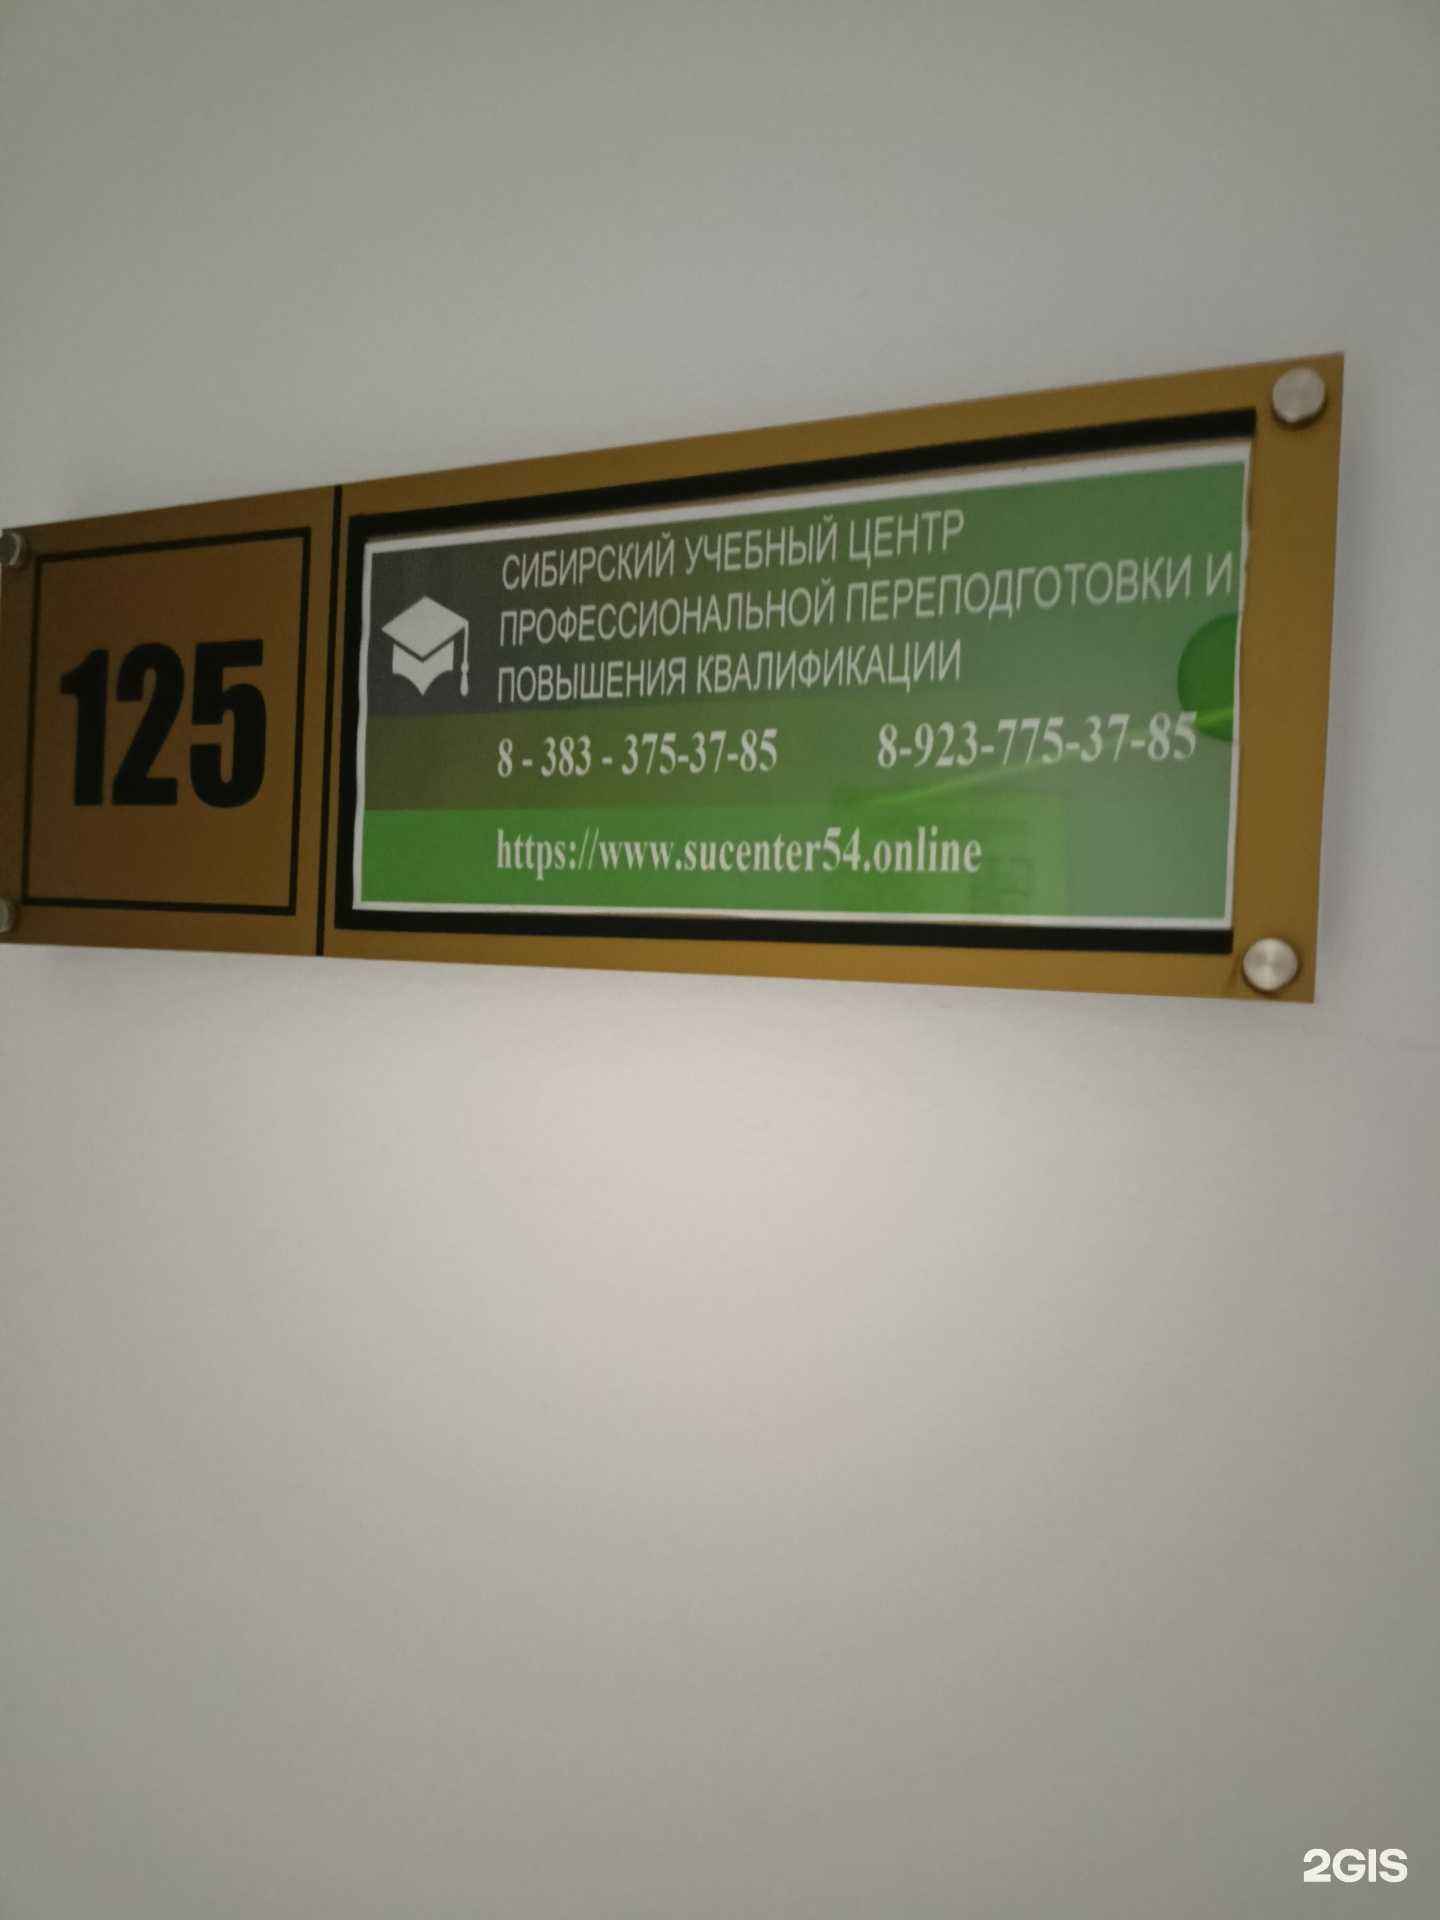 125
СИБИРСКИЙ УЧЕБНЫЙ ЦЕНТР
ПРОФЕССИОНАЛЬНОЙ ПЕРЕПОДГОТОВКИ И
ПОВЫШЕНИЯ КВАЛИФИКАЦИИ
8 - 383 - 375-37-85 8-923-775-37-85
https://www.sucenter54.online
2GIS